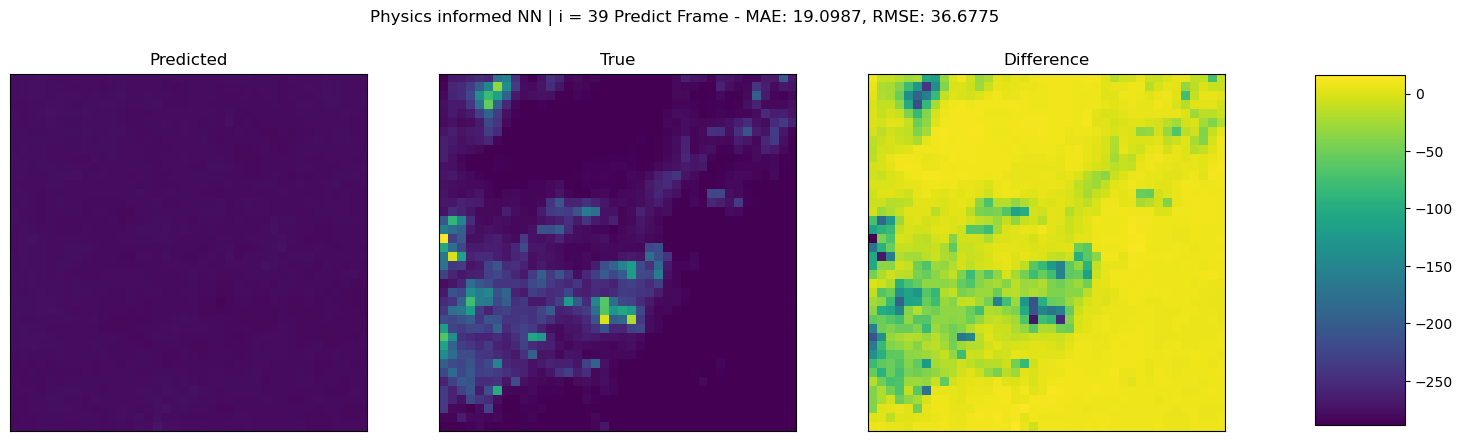 Physics informed NN | i = 39 Predict Frame - MAE: 19.0987, RMSE: 36.6775
Predicted
True
Difference
0
−50
−100
−150
−200
−250